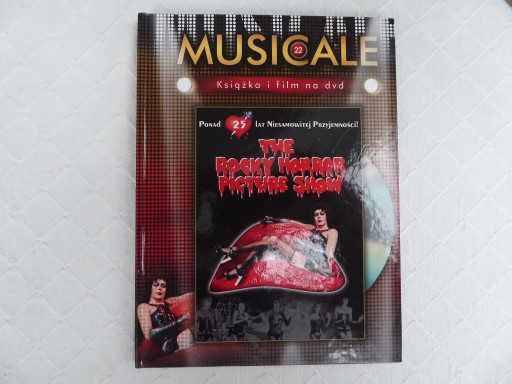 MUSICALE
22
Książka i film na dvd
Ponad 25 lat Niesamowitej Przyjemności!
THE
ROCKY HORROR
PICTURE SHOW